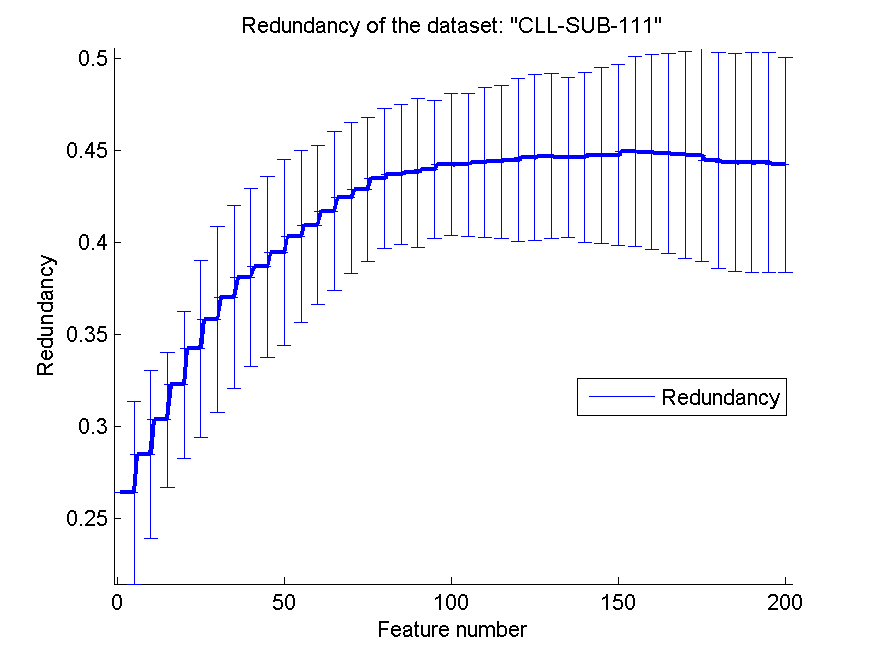 Redundancy of the dataset: "CLL-SUB-111"
0.5
0.45
0.4
0.35
0.3
0.25
Redundancy
Redundancy
0
50
100
150
200
Feature number